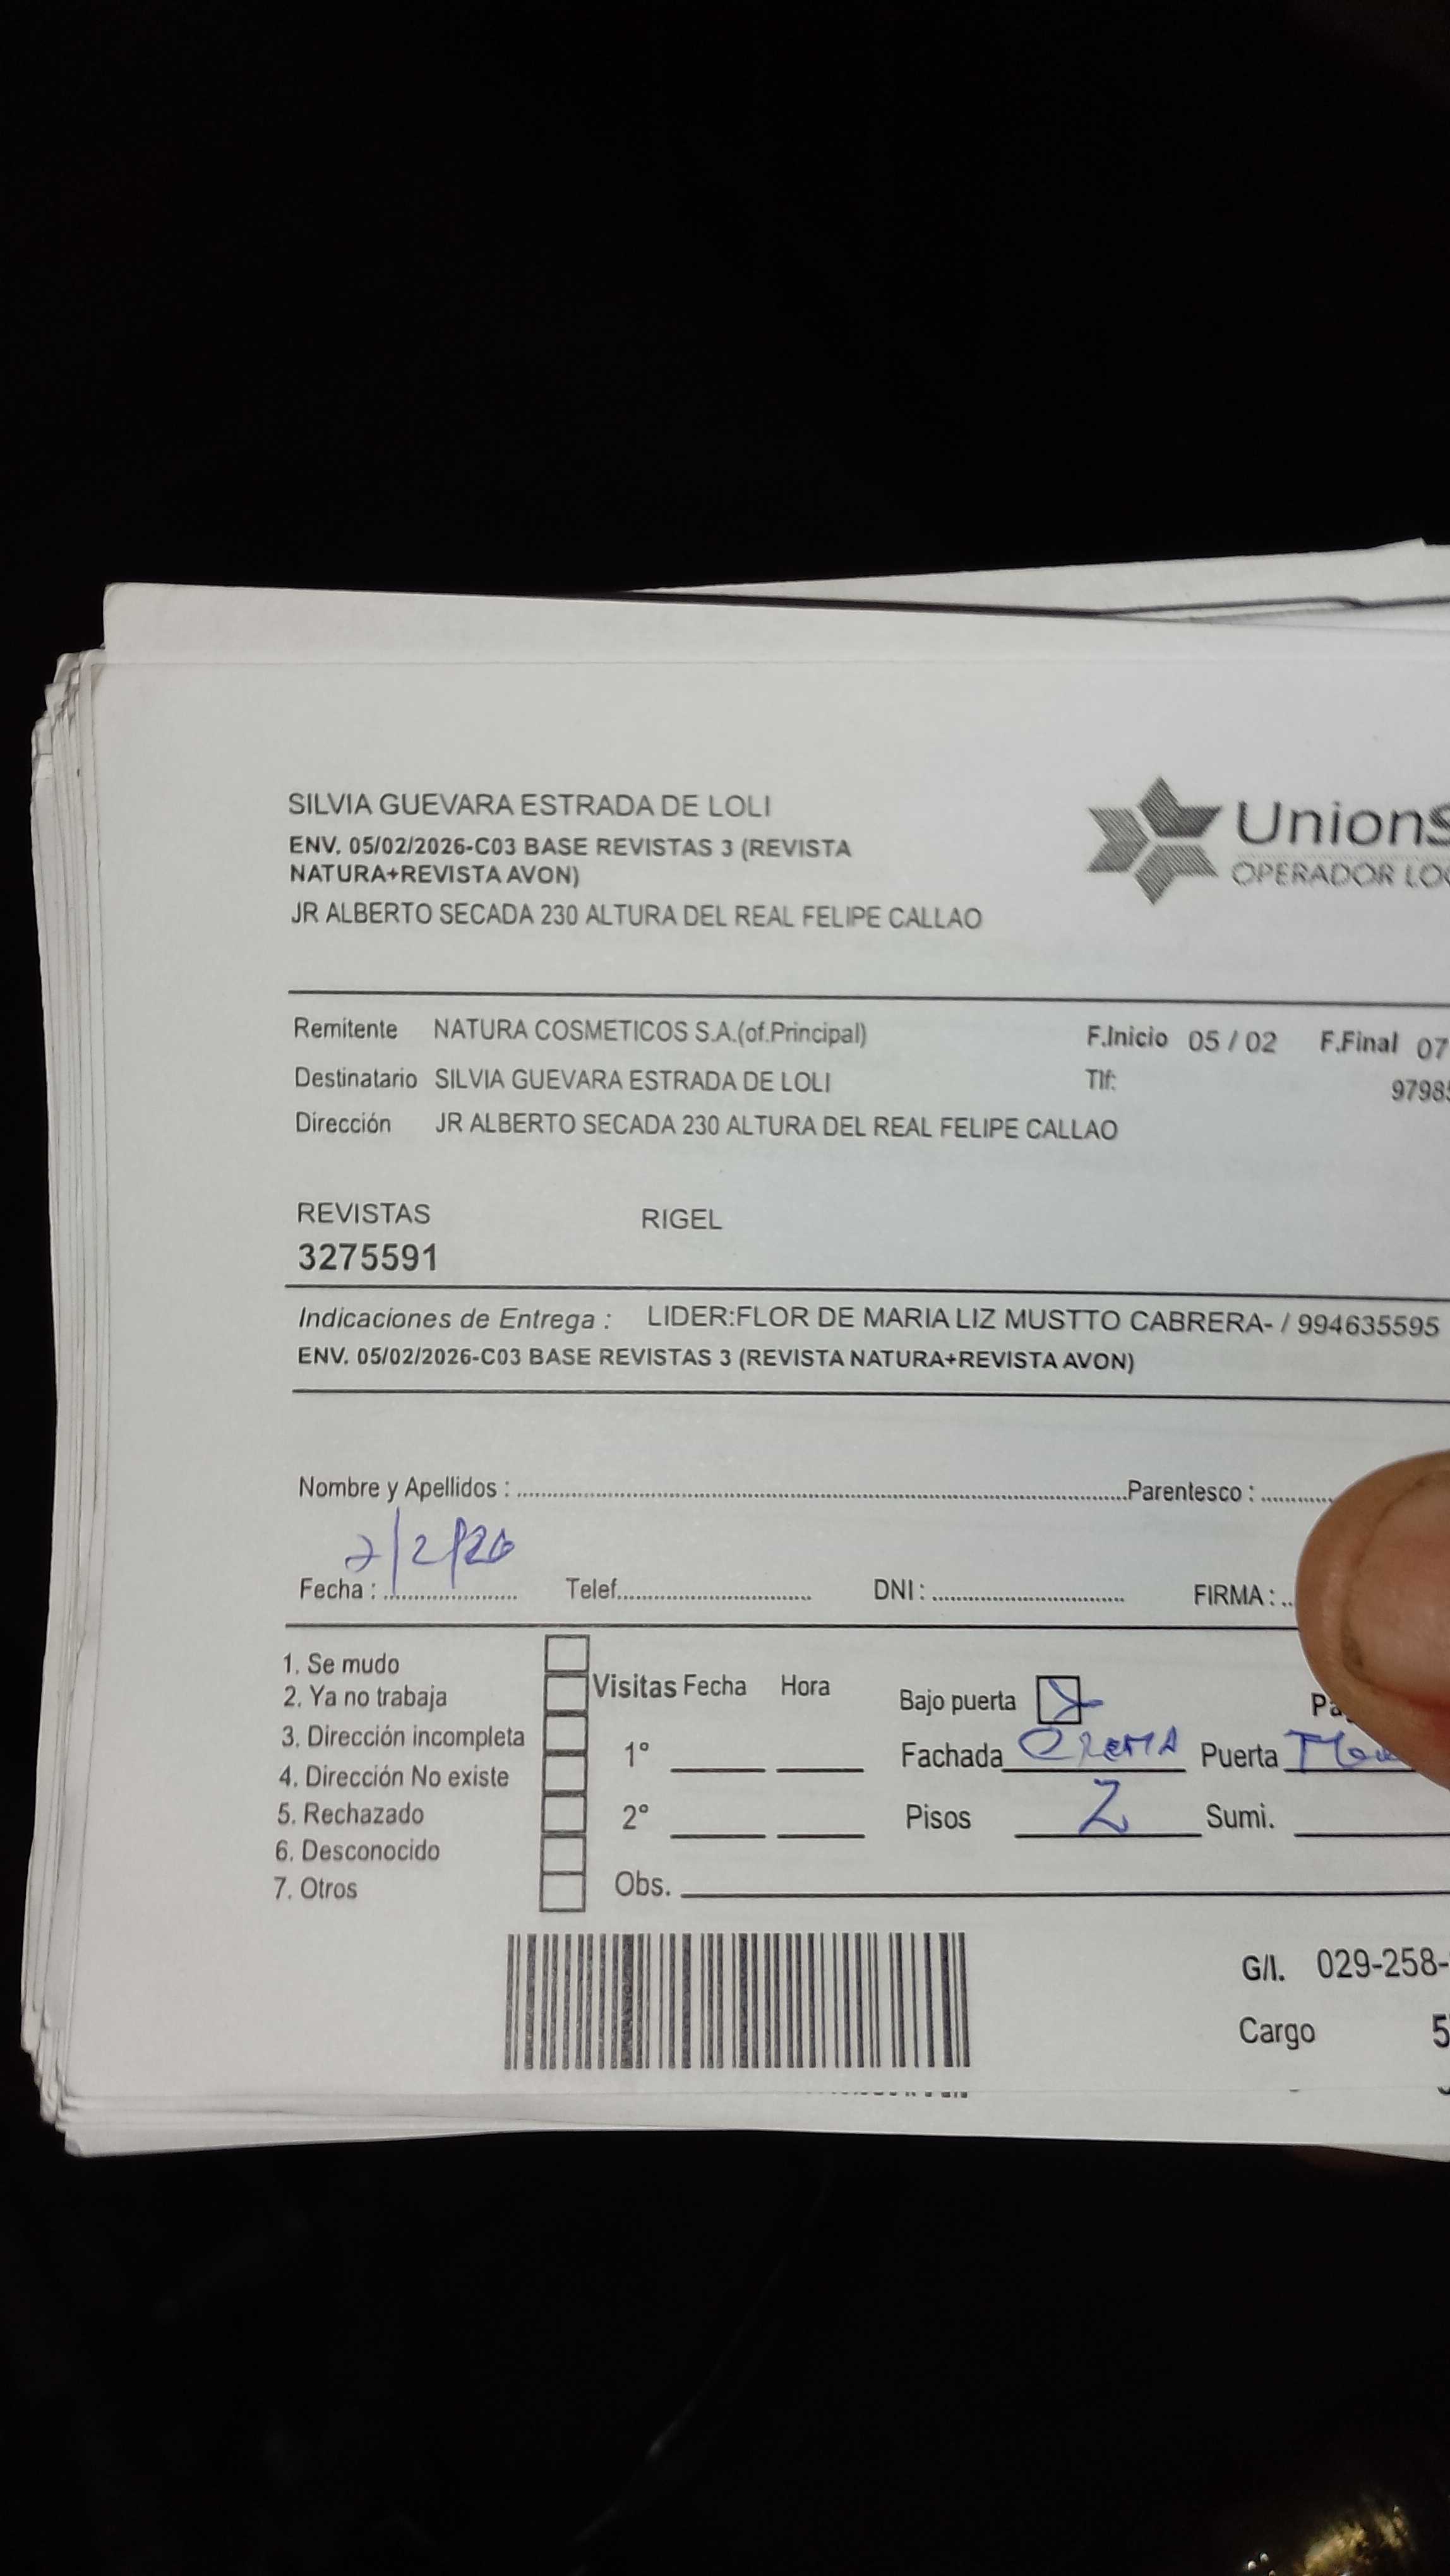 SILVIA GUEVARA ESTRADA DE LOLI
ENV. 05/02/2026-C03 BASE REVISTAS 3 (REVISTA
NATURA+REVISTA AVON)
JR ALBERTO SECADA 230 ALTURA DEL REAL FELIPE CALLAO
UnionS
OPERADOR LOG
Remitente NATURA COSMETICOS S.A.(of.Principal) F.Inicio 05 / 02 F.Final 07
Destinatario SILVIA GUEVARA ESTRADA DE LOLI Tlf: 9798
Dirección JR ALBERTO SECADA 230 ALTURA DEL REAL FELIPE CALLAO
REVISTAS RIGEL
3275591
Indicaciones de Entrega : LIDER:FLOR DE MARIA LIZ MUSTTO CABRERA- / 994635595
ENV. 05/02/2026-C03 BASE REVISTAS 3 (REVISTA NATURA+REVISTA AVON)
Nombre y Apellidos : Parentesco :
Fecha : 7/2/26 Telef. DNI : FIRMA :
1. Se mudo
2. Ya no trabaja
3. Dirección incompleta
4. Dirección No existe
5. Rechazado
6. Desconocido
7. Otros
Visitas Fecha Hora
1°
2°
Obs.
Bajo puerta
Fachada CREMA Puerta
Pisos 2 Sumi.
G/I. 029-258-
Cargo 5